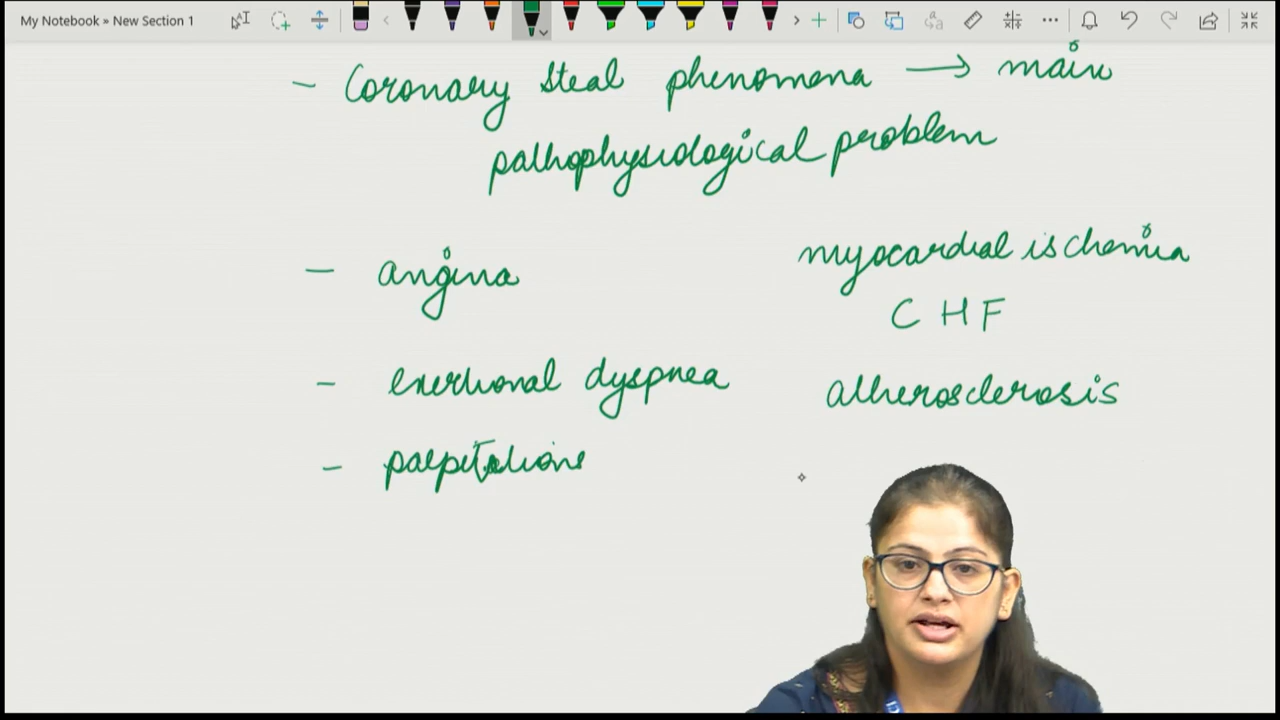 My Notebook » New Section 1
- Coronary steal phenomena → main
pathophysiological problem
- angina
myocardial ischemia
CHF
- exertional dyspnea
atherosclerosis
- palpitations